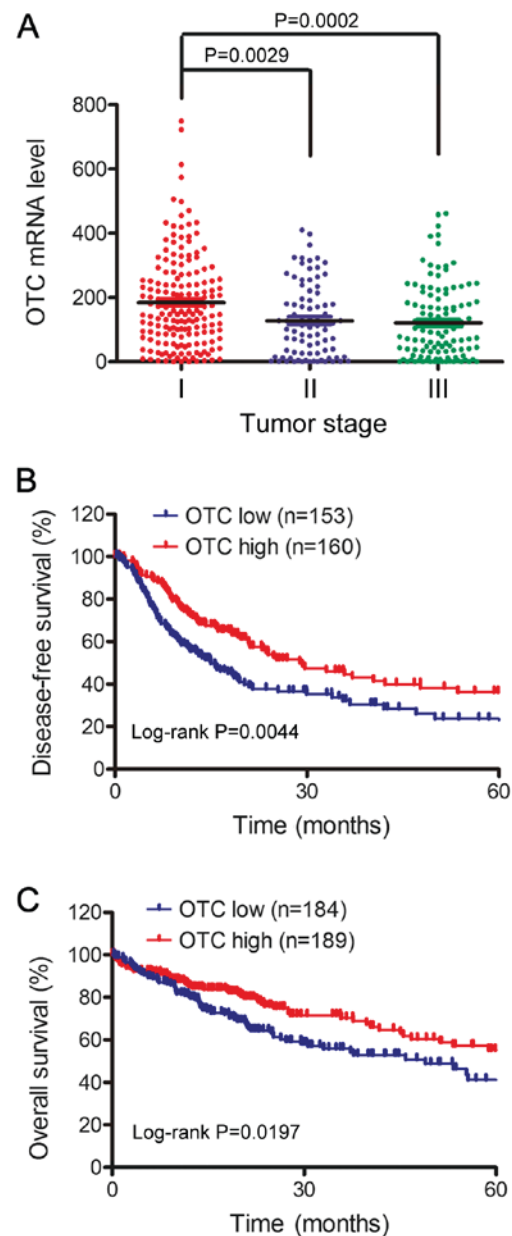 A
P=0.0002
P=0.0029
OTC mRNA level
800
600
400
200
0
I II III
Tumor stage
B
Disease-free survival (%)
120
100
80
60
40
20
0
OTC low (n=153)
OTC high (n=160)
Log-rank P=0.0044
0 30 60
Time (months)
C
Overall survival (%)
120
100
80
60
40
20
0
OTC low (n=184)
OTC high (n=189)
Log-rank P=0.0197
0 30 60
Time (months)